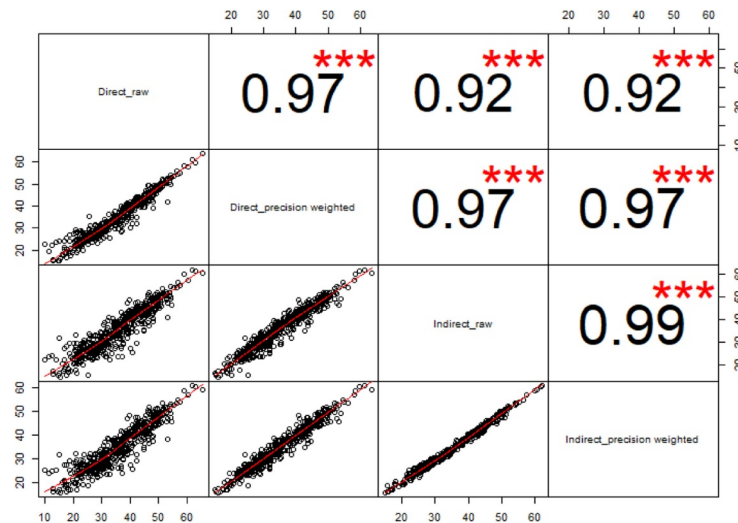 20 30 40 50 60 20 30 40 50 60
Direct_raw
0.97 ***
0.92 ***
0.92 ***
60
50
40
30
20
Direct_precision weighted
0.97 ***
0.97 ***
Indirect_raw
0.99 ***
60
50
40
30
20
Indirect_precision weighted
10 20 30 40 50 60 20 30 40 50 60